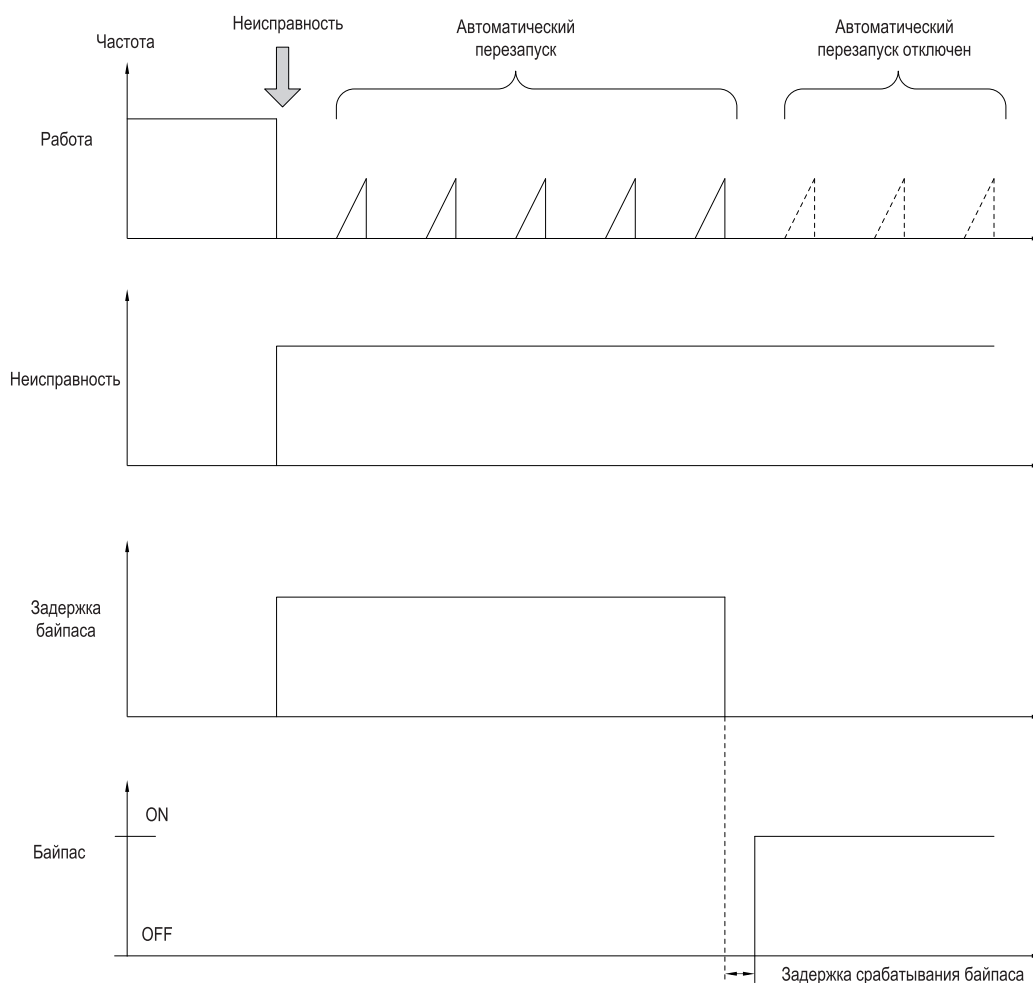 Частота
Неисправность
Автоматический
перезапуск
Автоматический
перезапуск отключен
Работа
Неисправность
Задержка
байпаса
ON
Байпас
OFF
Задержка срабатывания байпаса